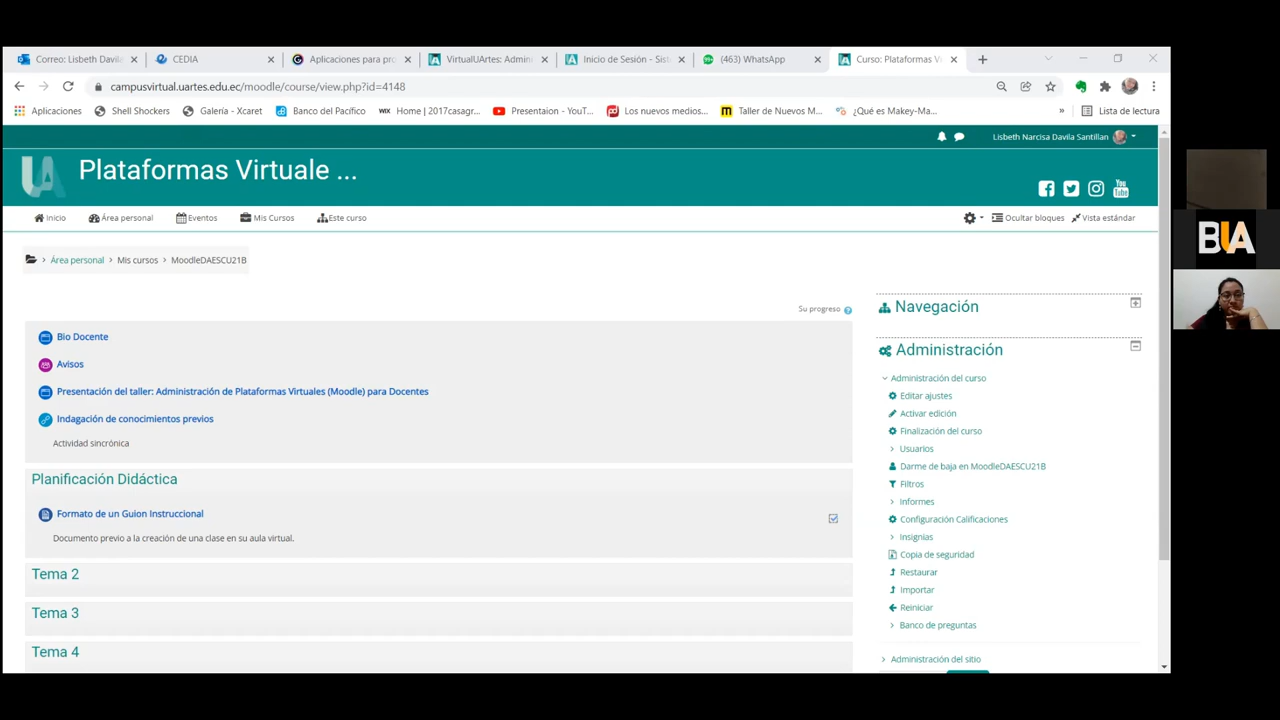 Correo: Lisbeth Davila
CEDIA
Aplicaciones para pro
VirtualUArtes: Admini
Inicio de Sesión - Sist
(463) WhatsApp
Curso: Plataformas V
campusvirtual.uartes.edu.ec/moodle/course/view.php?id=4148
Aplicaciones
Shell Shockers
Galería - Xcaret
Banco del Pacífico
Home | 2017casagr...
Presentaion - YouT...
Los nuevos medios...
Taller de Nuevos M...
¿Qué es Makey-Ma...
»
Lista de lectura
Lisbeth Narcisa Davila Santillan
UA
Plataformas Virtuale ...
You Tube
Inicio
Área personal
Eventos
Mis Cursos
Este curso
Ocultar bloques
Vista estándar
Área personal > Mis cursos > MoodleDAESCU21B
Su progreso
Bio Docente
Avisos
Presentación del taller: Administración de Plataformas Virtuales (Moodle) para Docentes
Indagación de conocimientos previos
Actividad sincrónica
Planificación Didáctica
Formato de un Guion Instruccional
Documento previo a la creación de una clase en su aula virtual.
Tema 2
Tema 3
Tema 4
Navegación
Administración
Administración del curso
Editar ajustes
Activar edición
Finalización del curso
Usuarios
Darme de baja en MoodleDAESCU21B
Filtros
Informes
Configuración Calificaciones
Insignias
Copia de seguridad
Restaurar
Importar
Reiniciar
Banco de preguntas
Administración del sitio
BUA